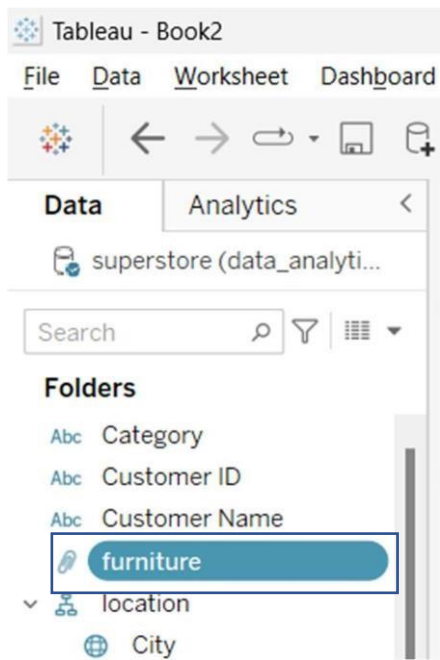 Tableau - Book2
File Data Worksheet Dashboard
Data Analytics
superstore (data_analyti...
Search
Folders
Abc Category
Abc Customer ID
Abc Customer Name
furniture
location
City